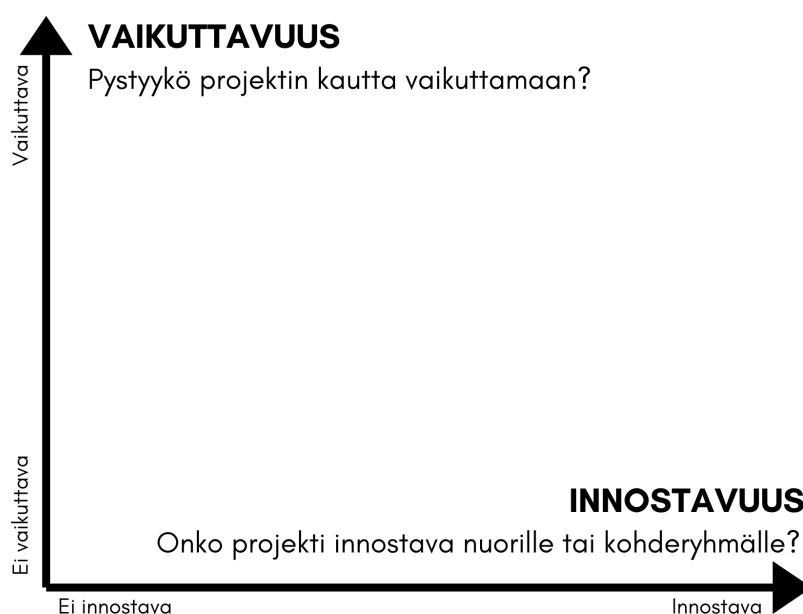 VAIKUTTAVUUS
Pystyykö projektin kautta vaikuttamaan?
Vaikuttava
Ei vaikuttava
INNOSTAVUUS
Onko projekti innostava nuorille tai kohderyhmälle?
Ei innostava
Innostava